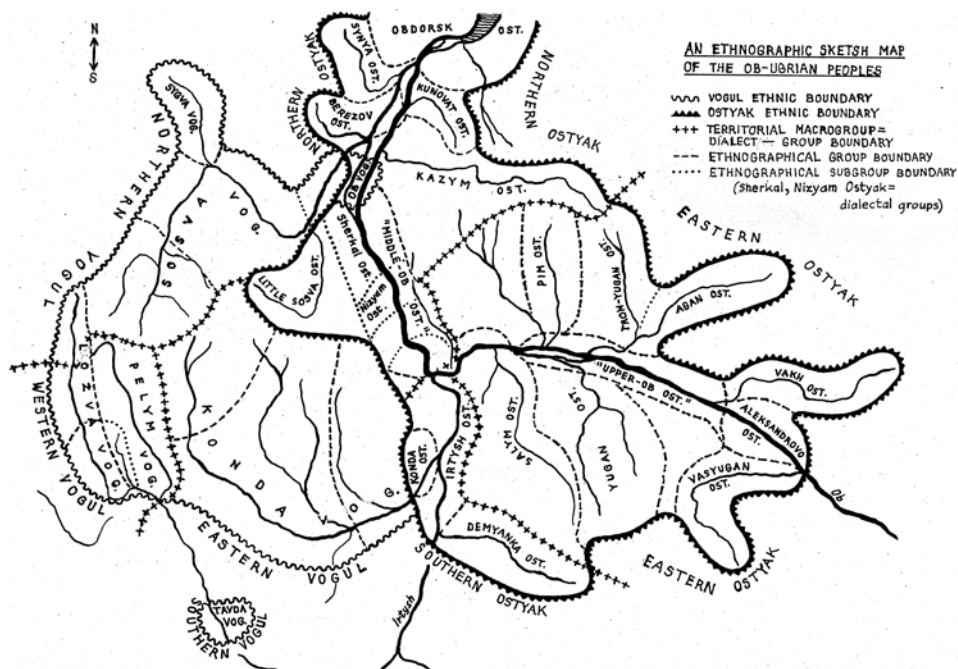 AN ETHNOGRAPHIC SKETSH MAP
OF THE OB-UGRIAN PEOPLES
VOGUL ETHNIC BOUNDARY
OSTYAK ETHNIC BOUNDARY
TERRITORIAL MACROGROUP=
DIALECT-GROUP BOUNDARY
ETHNOGRAPHICAL GROUP BOUNDARY
ETHNOGRAPHICAL SUBGROUP BOUNDARY
(Sherkal, Nizyam Ostyak=
dialectal groups)
N
S
OBDORSK OST.
SYNYA OST.
KUNOVAT OST.
BEREZOV OST.
NORTHERN OSTYAK
NORTHERN OSTYAK
SYGVA VOG.
NORTHERN VOGUL
SOSVA VOG.
OB VOG.
KAZYM OST.
Sherkal Ost.
Nizyam Ost.
"MIDDLE-OB OST."
LITTLE SOSVA OST.
PIM OST.
OST
AGAN OST.
EASTERN OSTYAK
VAKH OST.
"UPPER-OB OST."
ALEKSANDROVO OST.
VASYUGAN OST.
Ob
SALYM OST
YUGAN OST
IRTYSH OST.
KONDA OST.
DEMYANKA OST.
SOUTHERN OSTYAK
EASTERN OSTYAK
LOZVA VOG.
PELYM VOG.
KONDA VOG.
WESTERN VOGUL
EASTERN VOGUL
TAVDA VOG.
SOUTHERN VOGUL
Irtysh